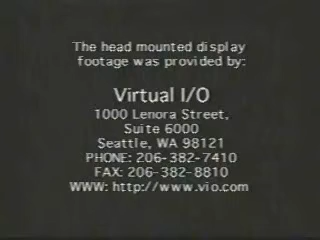 The head mounted display
footage was provided by:
Virtual I/O
1000 Lenora Street,
Suite 6000
Seattle, WA 98121
PHONE: 206-382-7410
FAX: 206-382-8810
WWW: http://www.vio.com